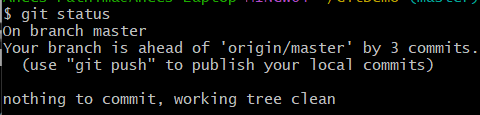 $ git status
On branch master
Your branch is ahead of 'origin/master' by 3 commits.
(use "git push" to publish your local commits)
nothing to commit, working tree clean